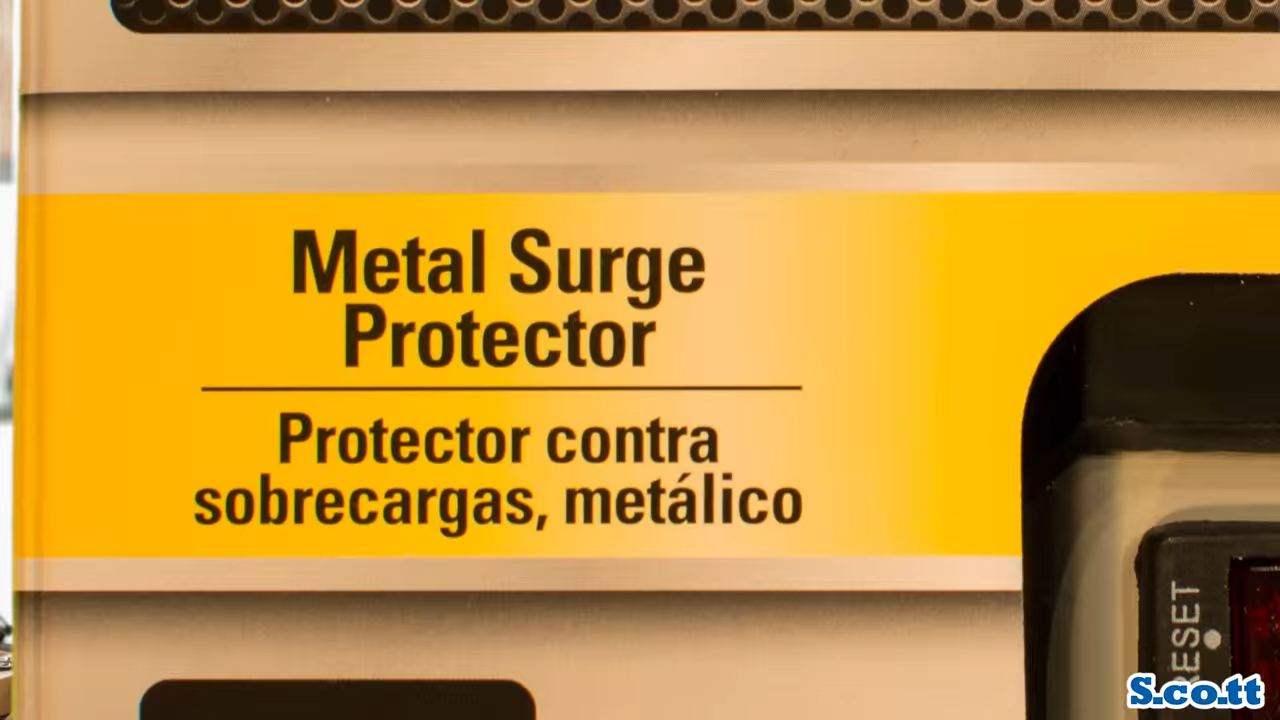 Metal Surge
Protector
Protector contra
sobrecargas, metálico
RESET
S.co.tt